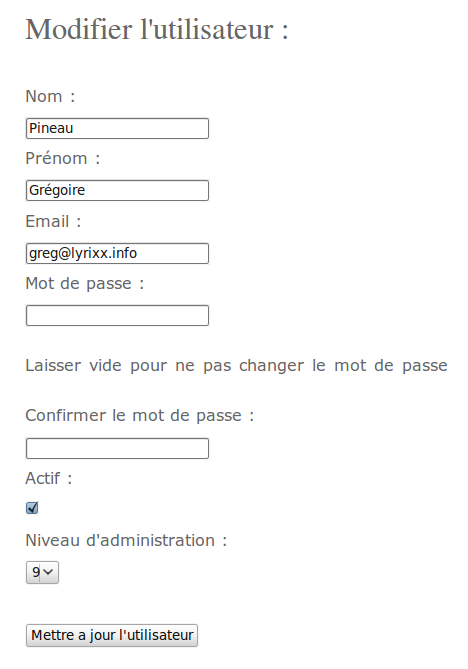 Modifier l'utilisateur :
Nom :
Pineau
Prénom :
Grégoire
Email :
greg@lyrixx.info
Mot de passe :
Laisser vide pour ne pas changer le mot de passe
Confirmer le mot de passe :
Actif :
Niveau d'administration :
9
Mettre a jour l'utilisateur